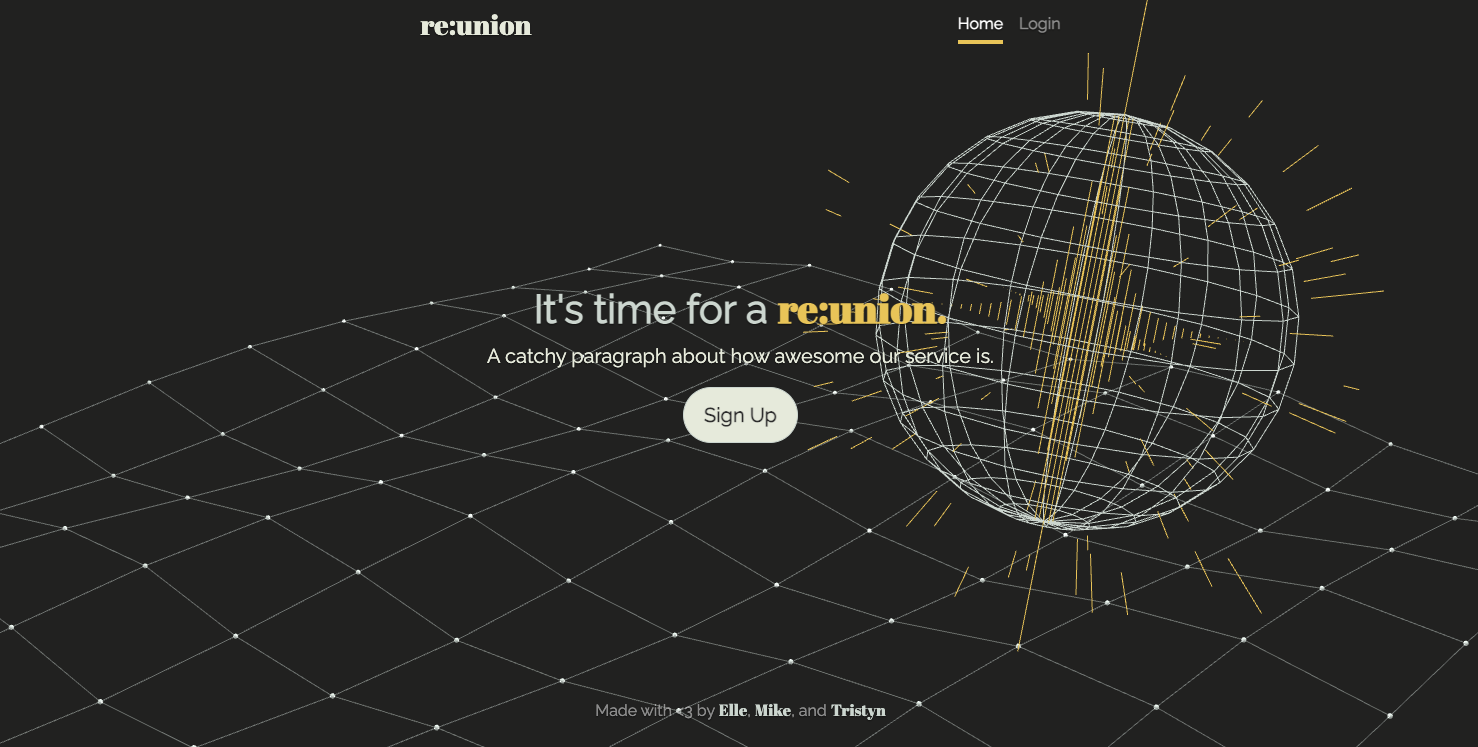 re:union
Home Login
It's time for a re:union.
A catchy paragraph about how awesome our service is.
Sign Up
Made with <3 by Elle, Mike, and Tristyn